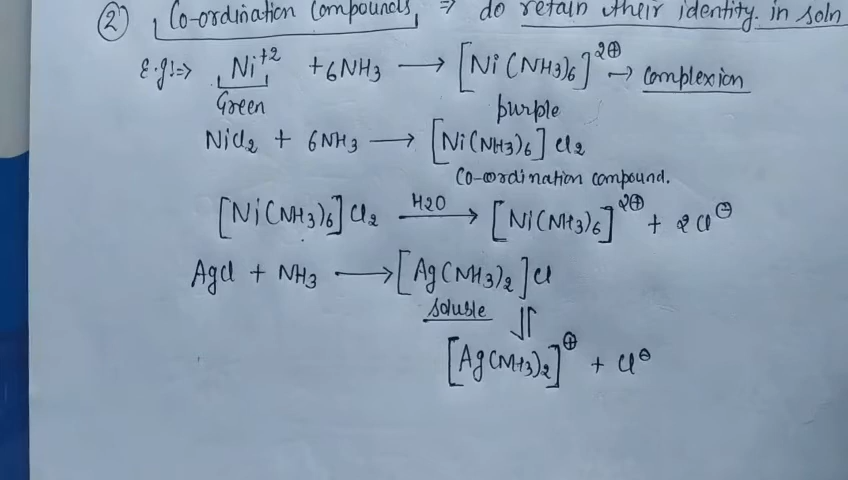 ② Co-ordination Compounds, ⇒ do retain their identity. in soln
E.g!⇒ Ni⁺² + 6NH3 ⟶ [Ni(NH3)6]²⊕ → Complexion
Green purple
NiCl2 + 6NH3 ⟶ [Ni(NH3)6]Cl2
Co-ordination compound.
[Ni(NH3)6]Cl2 —H2O⟶ [Ni(NH3)6]²⊕ + 2Cl⊖
AgCl + NH3 ⟶ [Ag(NH3)2]Cl
soluble ⇌
[Ag(NH3)2]⊕ + Cl⊖